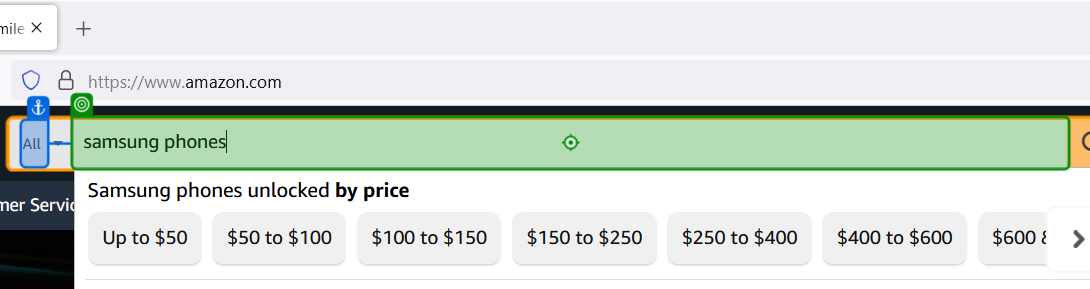 mile
https://www.amazon.com
All samsung phones
mer Servic
Samsung phones unlocked by price
Up to $50 $50 to $100 $100 to $150 $150 to $250 $250 to $400 $400 to $600 $600 &